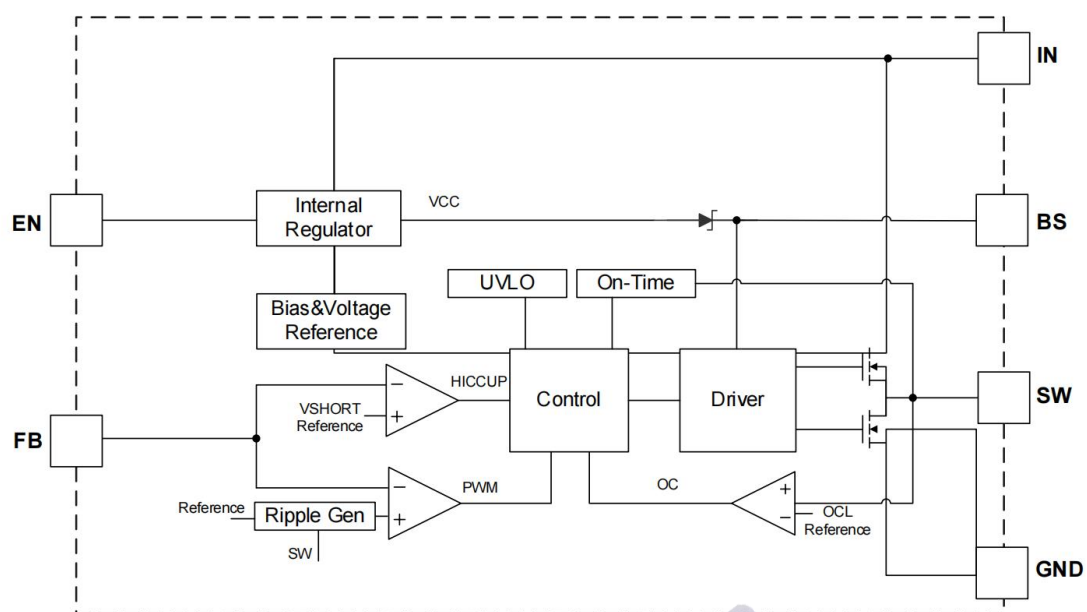 IN
EN
Internal
Regulator
VCC
BS
UVLO
On-Time
Bias&Voltage
Reference
HICCUP
VSHORT
Reference
Control
Driver
SW
FB
PWM
OC
Reference
Ripple Gen
SW
OCL
Reference
GND